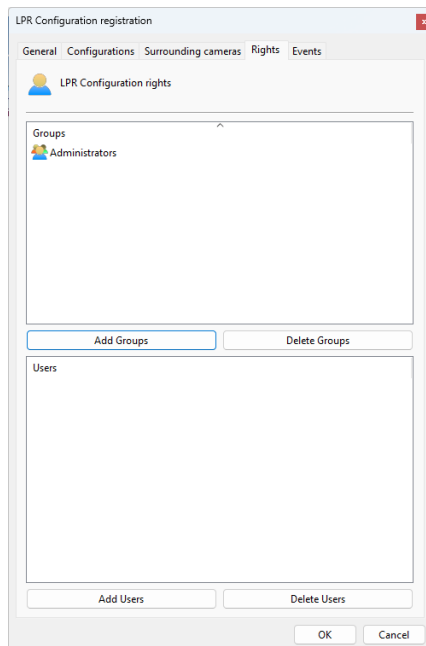 LPR Configuration registration
General Configurations Surrounding cameras Rights Events
LPR Configuration rights
Groups
Administrators
Add Groups Delete Groups
Users
Add Users Delete Users
OK Cancel